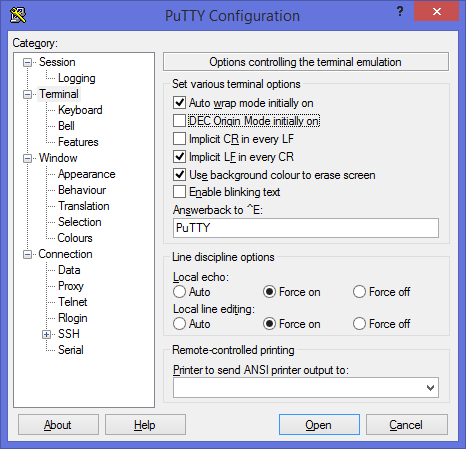 PuTTY Configuration
?
Category:
Session
Logging
Terminal
Keyboard
Bell
Features
Window
Appearance
Behaviour
Translation
Selection
Colours
Connection
Data
Proxy
Telnet
Rlogin
SSH
Serial
Options controlling the terminal emulation
Set various terminal options
Auto wrap mode initially on
DEC Origin Mode initially on
Implicit CR in every LF
Implicit LF in every CR
Use background colour to erase screen
Enable blinking text
Answerback to ^E:
PuTTY
Line discipline options
Local echo:
Auto Force on Force off
Local line editing:
Auto Force on Force off
Remote-controlled printing
Printer to send ANSI printer output to:
About Help Open Cancel